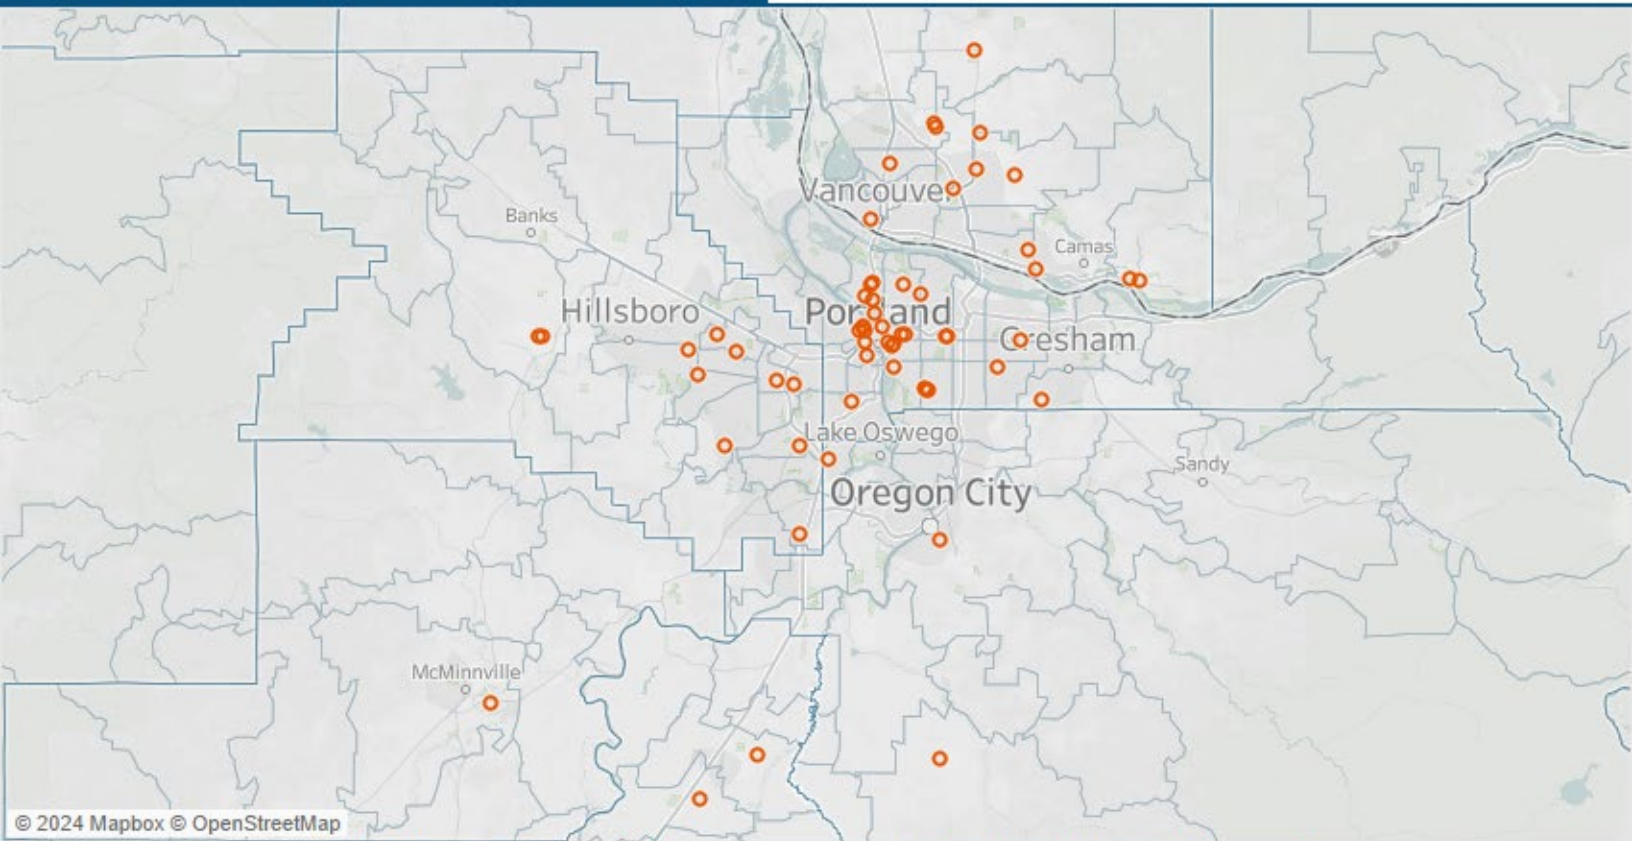 Vancouver
Banks
Camas
Hillsboro
Portland
Gresham
Lake Oswego
Sandy
Oregon City
McMinnville
© 2024 Mapbox © OpenStreetMap